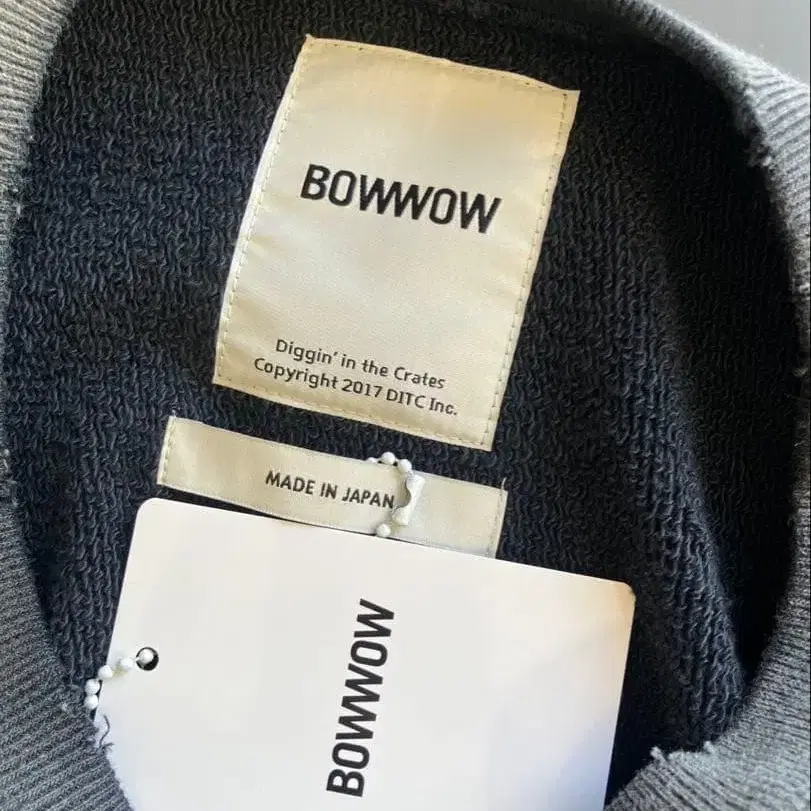 BOWWOW
Diggin' in the Crates
Copyright 2017 DITC Inc.
MADE IN JAPAN
BOWWOW